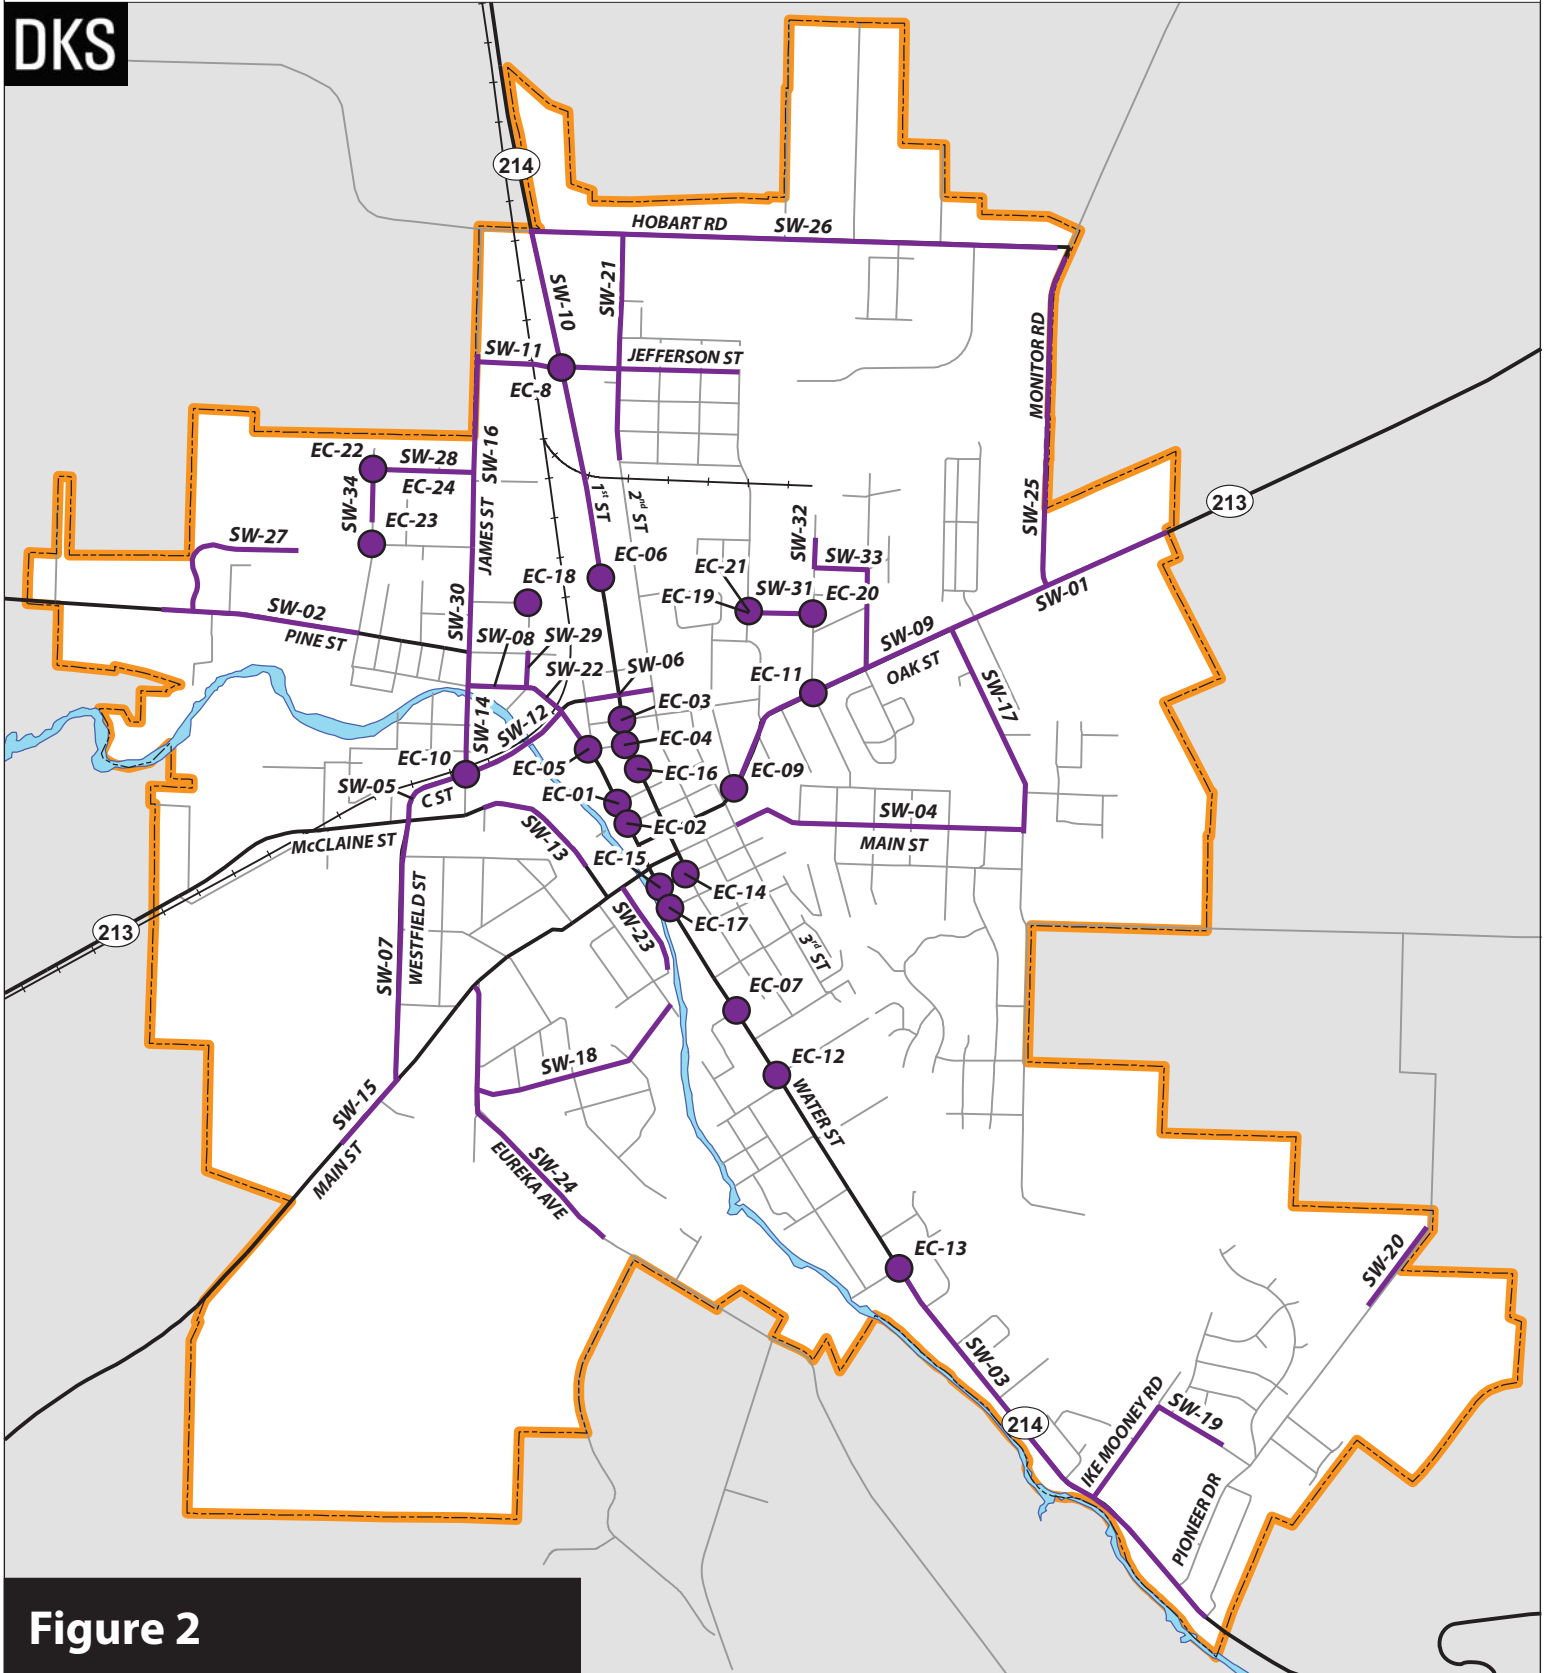 DKS
214
HOBART RD
SW-26
SW-10
SW-21
SW-11
JEFFERSON ST
EC-8
MONITOR RD
EC-22
SW-28
EC-24
SW-16
SW-34
EC-23
JAMES ST
1st ST
2nd ST
SW-25
213
SW-27
SW-32
SW-33
EC-06
EC-21
EC-18
SW-31
EC-20
EC-19
SW-01
SW-02
PINE ST
SW-30
SW-08
SW-29
SW-22
SW-06
SW-09
OAK ST
EC-11
SW-17
SW-14
SW-12
EC-03
EC-04
EC-10
EC-05
EC-16
EC-09
SW-05
C ST
EC-01
SW-04
McCLAINE ST
SW-13
EC-02
MAIN ST
EC-15
EC-14
WESTFIELD ST
SW-23
EC-17
213
SW-07
3rd ST
EC-07
SW-18
EC-12
SW-15
WATER ST
MAIN ST
SW-24
EUREKA AVE
EC-13
SW-20
SW-03
IKE MOONEY RD
SW-19
214
PIONEER DR
Figure 2